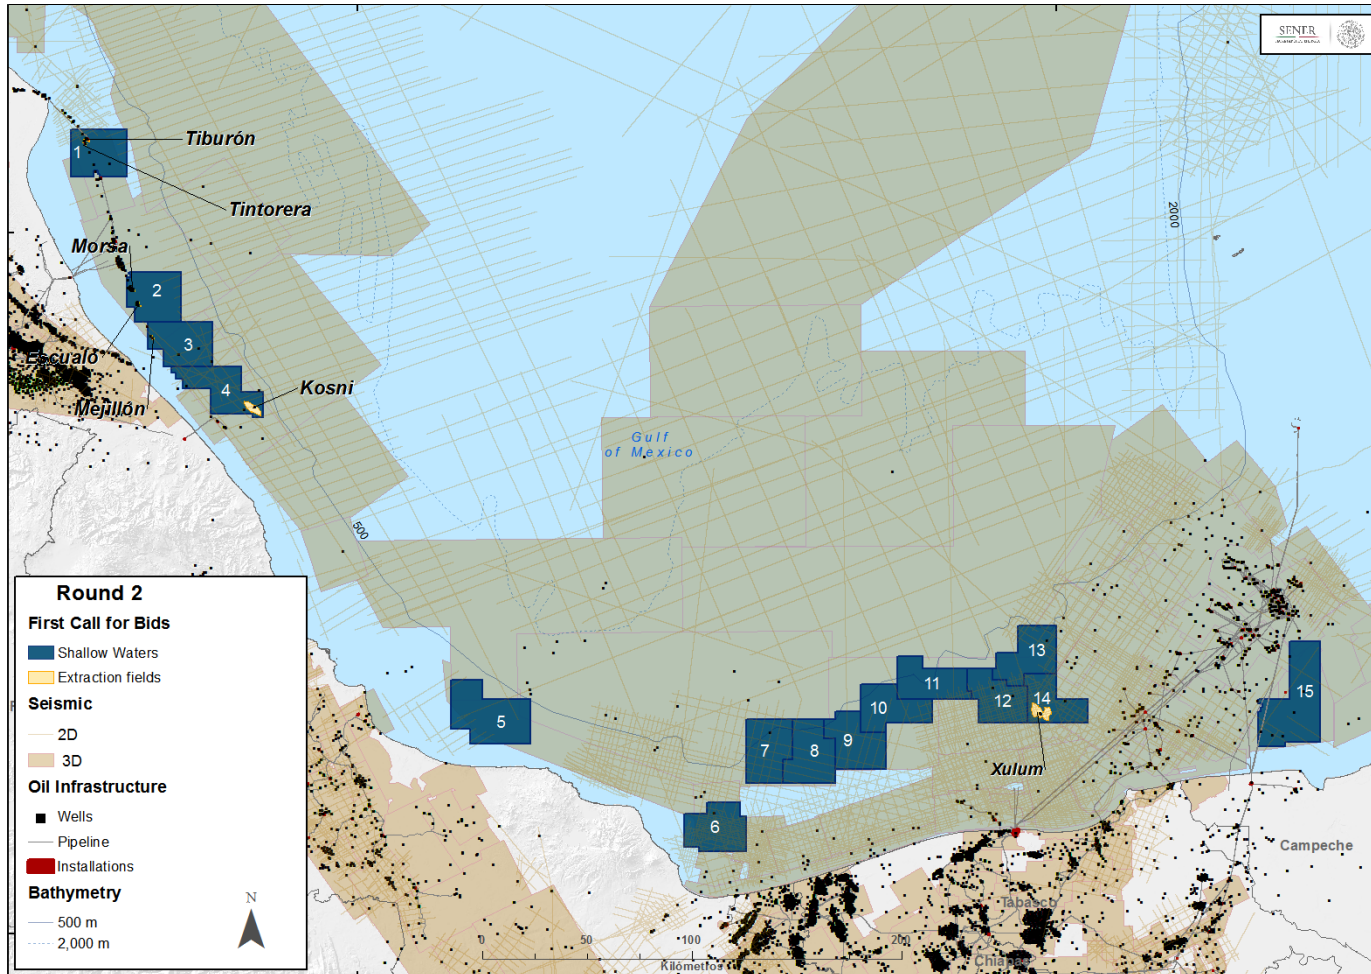 SENER
Tiburón
1
Tintorera
Morsa
2
2000
3
Escualo
4
Kosni
Mejillón
Gulf
of Mexico
500
Round 2
First Call for Bids
Shallow Waters
Extraction fields
Seismic
2D
3D
Oil Infrastructure
Wells
Pipeline
Installations
Bathymetry
500 m
2,000 m
N
5
6
7
8
9
10
11
12
13
14
15
Xulum
Campeche
Tabasco
Chiapas
0 50 100 200
Kilómetros